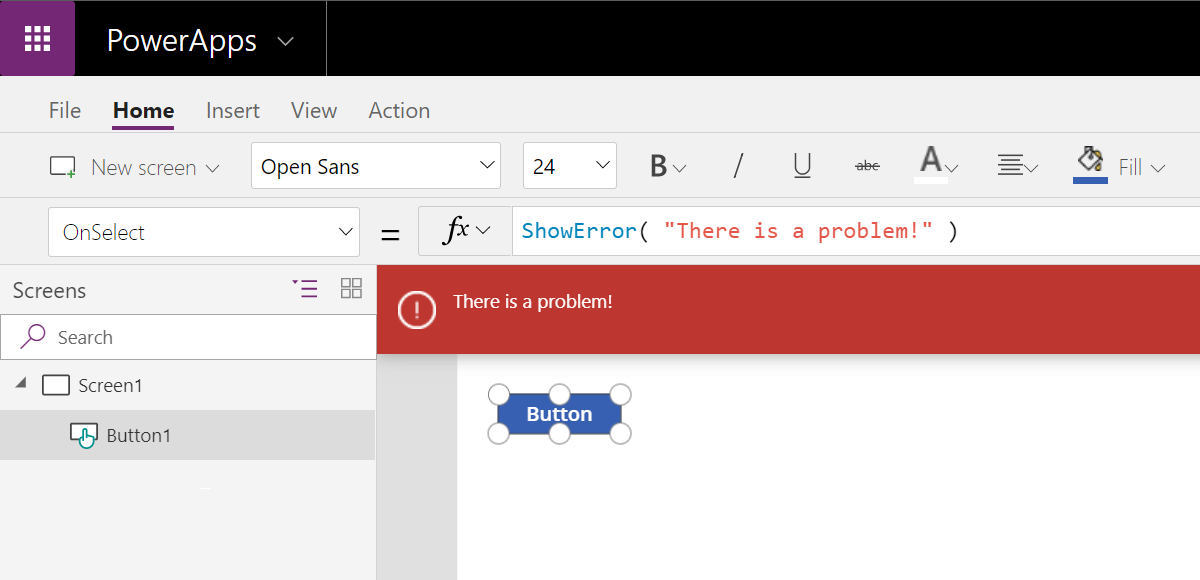 PowerApps
File Home Insert View Action
New screen Open Sans 24 B / U abc A Fill
OnSelect = fx ShowError( "There is a problem!" )
Screens
There is a problem!
Search
Screen1
Button
Button1